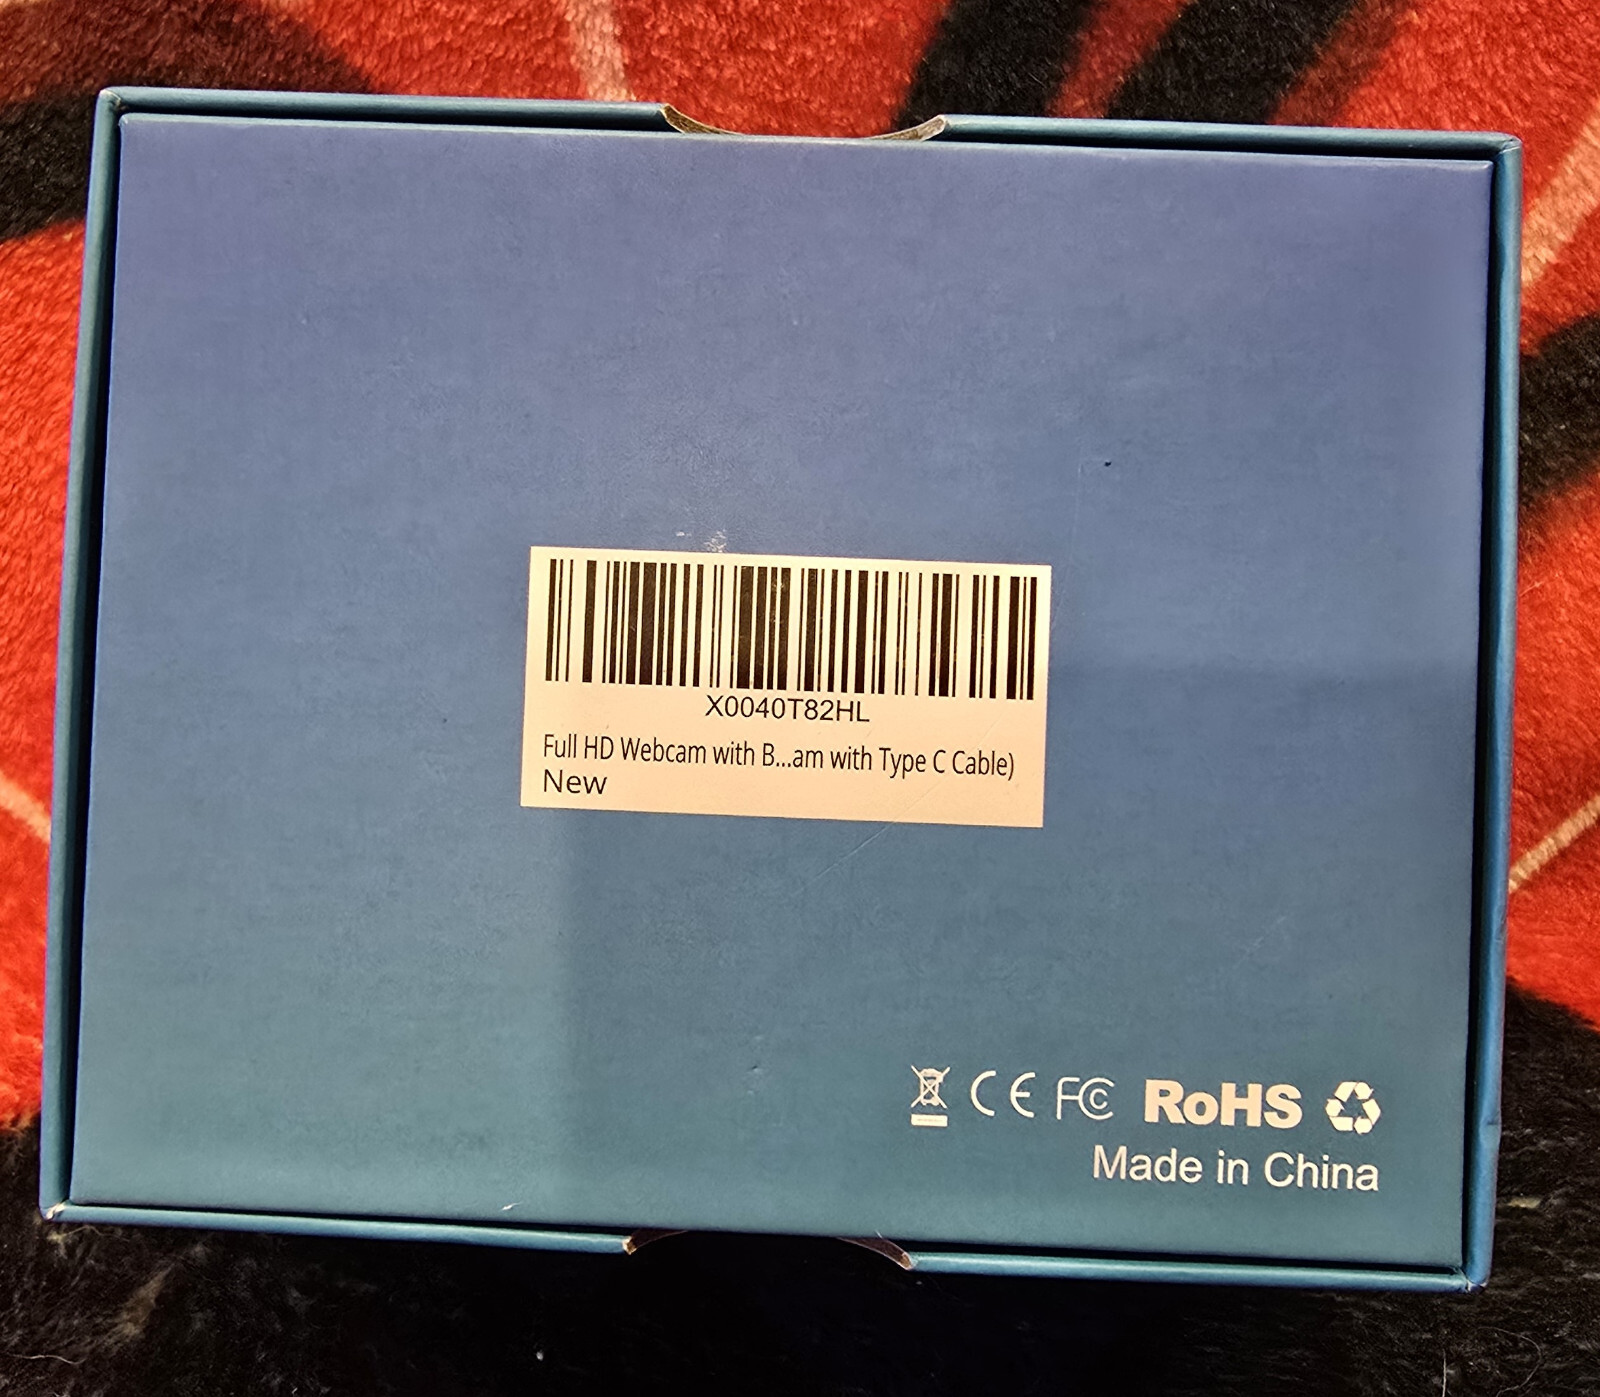 X0040T82HL
Full HD Webcam with B...am with Type C Cable)
New
CE FC RoHS
Made in China